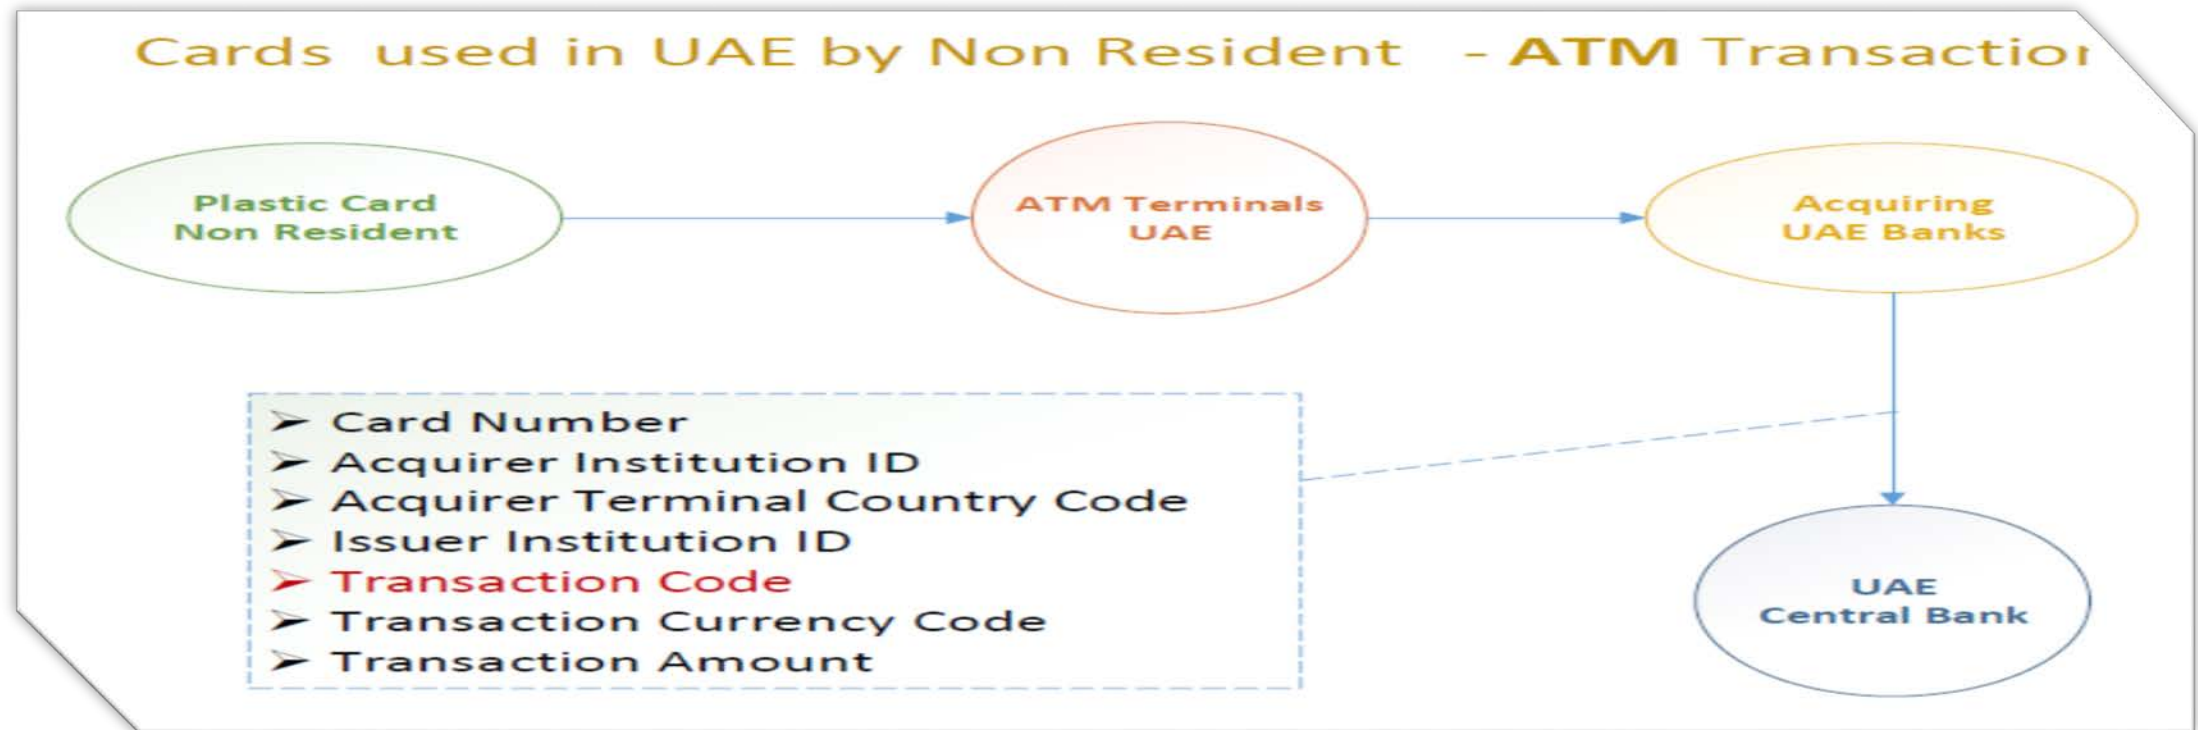 Cards used in UAE by Non Resident - ATM Transaction
Plastic Card
Non Resident
ATM Terminals
UAE
Acquiring
UAE Banks
➢ Card Number
➢ Acquirer Institution ID
➢ Acquirer Terminal Country Code
➢ Issuer Institution ID
➢ Transaction Code
➢ Transaction Currency Code
➢ Transaction Amount
UAE
Central Bank